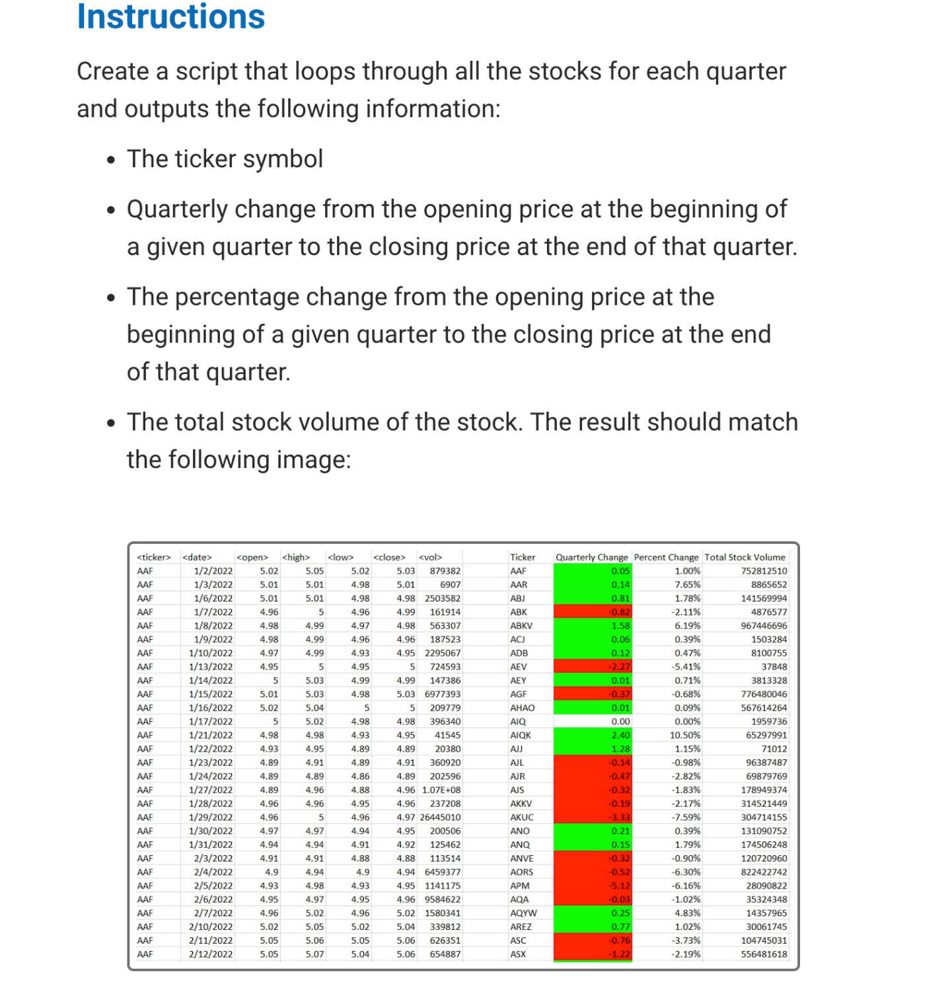 Instructions
Create a script that loops through all the stocks for each quarter
and outputs the following information:
• The ticker symbol
• Quarterly change from the opening price at the beginning of
a given quarter to the closing price at the end of that quarter.
• The percentage change from the opening price at the
beginning of a given quarter to the closing price at the end
of that quarter.
• The total stock volume of the stock. The result should match
the following image:
<ticker> <date> <open> <high> <low> <close> <vol> Ticker Quarterly Change Percent Change Total Stock Volume
AAF 1/2/2022 5.02 5.05 5.02 5.03 879382 AAF 0.05 1.00% 752812510
AAF 1/3/2022 5.01 5.01 4.98 5.01 6907 AAR 0.14 7.65% 8865652
AAF 1/6/2022 5.01 5.01 4.98 4.98 2503582 ABJ 0.81 1.78% 141569994
AAF 1/7/2022 4.96 5 4.96 4.99 161914 ABK -0.82 -2.11% 4876577
AAF 1/8/2022 4.98 4.99 4.97 4.98 563307 ABKV 1.58 6.19% 967446696
AAF 1/9/2022 4.98 4.99 4.96 4.96 187523 ACJ 0.06 0.39% 1503284
AAF 1/10/2022 4.97 4.99 4.93 4.95 2295067 ADB 0.12 0.47% 8100755
AAF 1/13/2022 4.95 5 4.95 5 724593 AEV -2.27 -5.41% 37848
AAF 1/14/2022 5 5.03 4.99 4.99 147386 AEY 0.01 0.71% 3813328
AAF 1/15/2022 5.01 5.03 4.98 5.03 6977393 AGF -0.37 -0.68% 776480046
AAF 1/16/2022 5.02 5.04 5 5 209779 AHAO 0.01 0.09% 567614264
AAF 1/17/2022 5 5.02 4.98 4.98 396340 AIQ 0.00 0.00% 1959736
AAF 1/21/2022 4.98 4.98 4.93 4.95 41545 AIQK 2.40 10.50% 65297991
AAF 1/22/2022 4.93 4.95 4.89 4.89 20380 AJJ 1.28 1.15% 71012
AAF 1/23/2022 4.89 4.91 4.89 4.91 360920 AJL -0.14 -0.98% 96387487
AAF 1/24/2022 4.89 4.89 4.86 4.89 202596 AJR -0.47 -2.82% 69879769
AAF 1/27/2022 4.89 4.96 4.88 4.96 1.07E+08 AJS -0.32 -1.83% 178949374
AAF 1/28/2022 4.96 4.96 4.95 4.96 237208 AKKV -0.19 -2.17% 314521449
AAF 1/29/2022 4.96 5 4.96 4.97 26445010 AKUC -3.33 -7.59% 304714155
AAF 1/30/2022 4.97 4.97 4.94 4.95 200506 ANO 0.21 0.39% 131090752
AAF 1/31/2022 4.94 4.94 4.91 4.92 125462 ANQ 0.15 1.79% 174506248
AAF 2/3/2022 4.91 4.91 4.88 4.88 113514 ANVE -0.32 -0.90% 120720960
AAF 2/4/2022 4.9 4.94 4.9 4.94 6459377 AORS -0.52 -6.30% 822422742
AAF 2/5/2022 4.93 4.98 4.93 4.95 1141175 APM -5.12 -6.16% 28090822
AAF 2/6/2022 4.95 4.97 4.95 4.96 9584622 AQA -0.03 -1.02% 35324348
AAF 2/7/2022 4.96 5.02 4.96 5.02 1580341 AQYW 0.25 4.83% 14357965
AAF 2/10/2022 5.02 5.05 5.02 5.04 339812 AREZ 0.77 1.02% 30061745
AAF 2/11/2022 5.05 5.06 5.05 5.06 626351 ASC -0.76 -3.73% 104745031
AAF 2/12/2022 5.05 5.07 5.04 5.06 654887 ASX -1.22 -2.19% 556481618